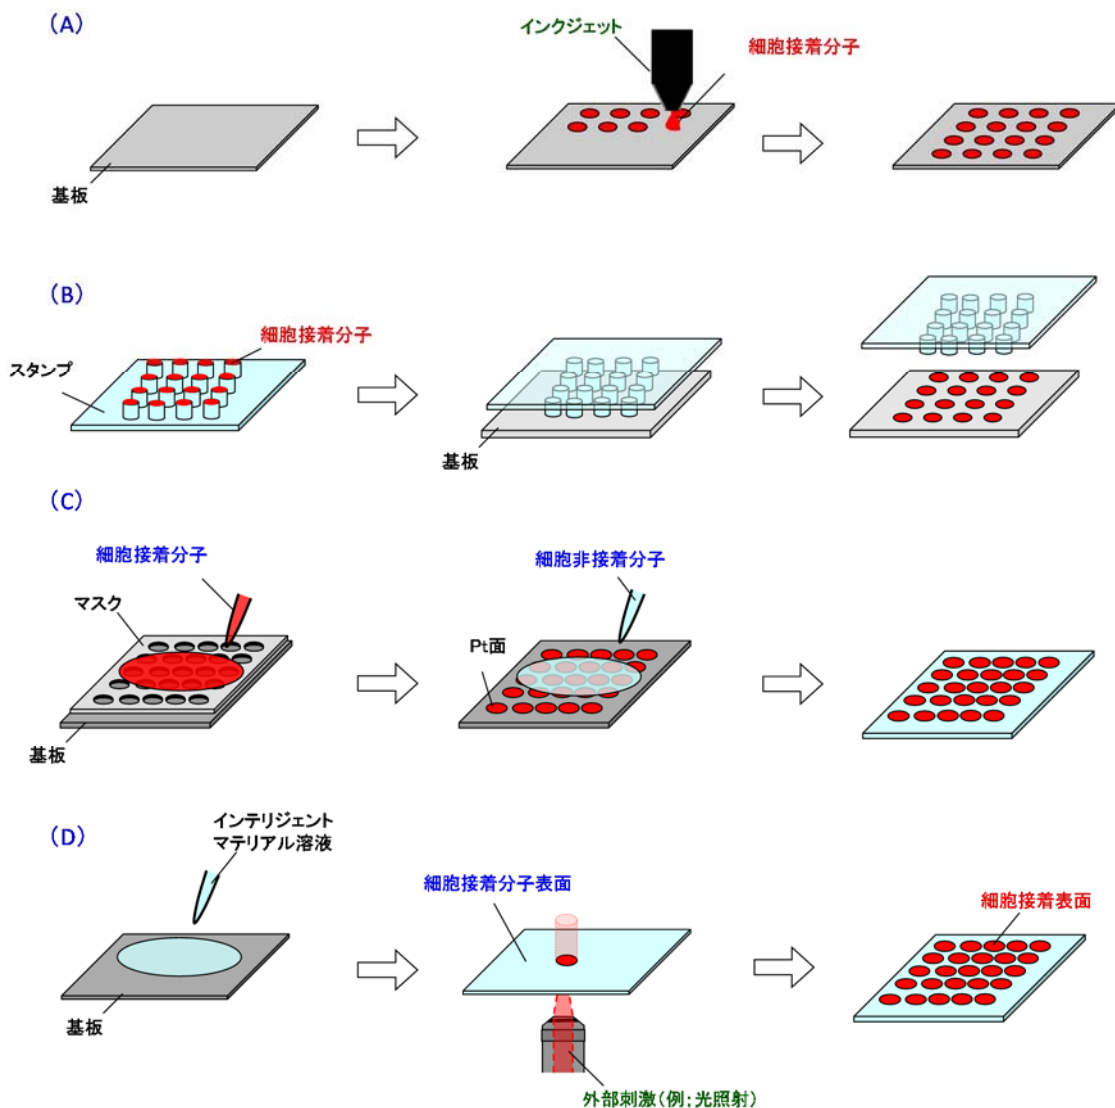 (A)
インクジェット
細胞接着分子
基板
(B)
細胞接着分子
スタンプ
基板
(C)
細胞接着分子
マスク
基板
細胞非接着分子
Pt面
(D)
インテリジェント
マテリアル溶液
基板
細胞接着分子表面
外部刺激(例;光照射)
細胞接着表面